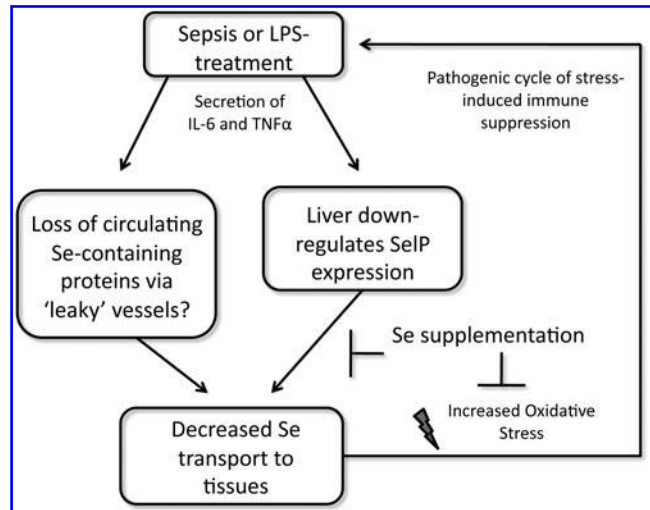 Sepsis or LPS-
treatment
Secretion of
IL-6 and TNFα
Pathogenic cycle of stress-
induced immune
suppression
Loss of circulating
Se-containing
proteins via
‘leaky’ vessels?
Liver down-
regulates SelP
expression
Se supplementation
Increased Oxidative
Stress
Decreased Se
transport to
tissues